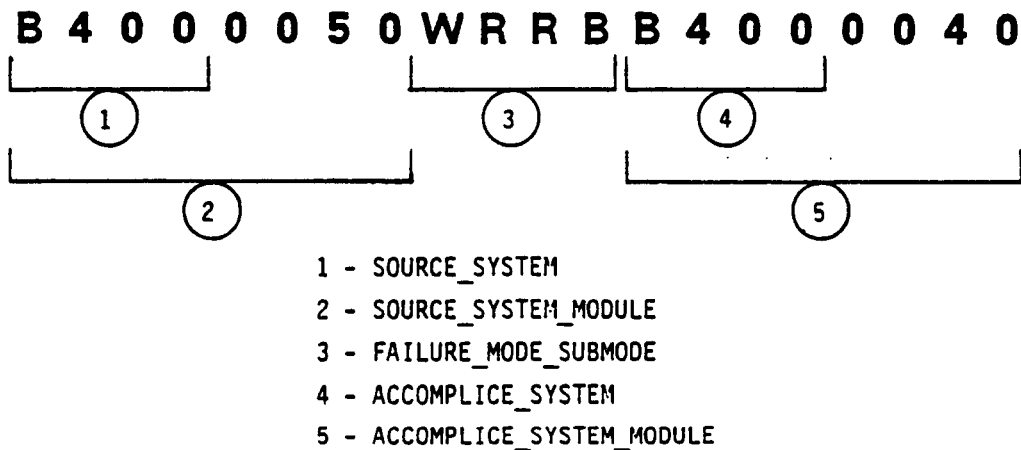 B 4 0 0 0 0 5 0 W R R B B 4 0 0 0 0 4 0
1 3 4
2 5
1 - SOURCE_SYSTEM
2 - SOURCE_SYSTEM_MODULE
3 - FAILURE_MODE_SUBMODE
4 - ACCOMPLICE_SYSTEM
5 - ACCOMPLICE_SYSTEM_MODULE